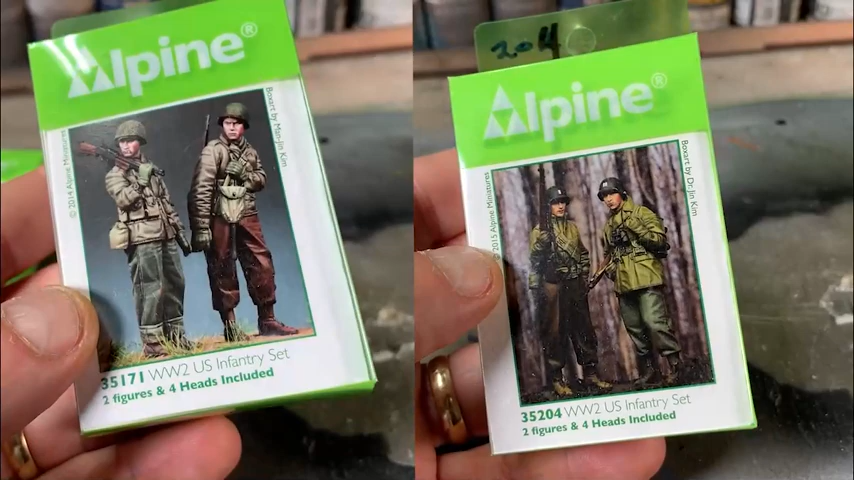 Alpine®
Boxart by Man-Jin Kim
© 2014 Alpine Miniatures
35171 WW2 US Infantry Set
2 figures & 4 Heads Included
204
Alpine®
Boxart by Dr.Jin Kim
2015 Alpine Miniatures
35204 WW2 US Infantry Set
2 figures & 4 Heads Included